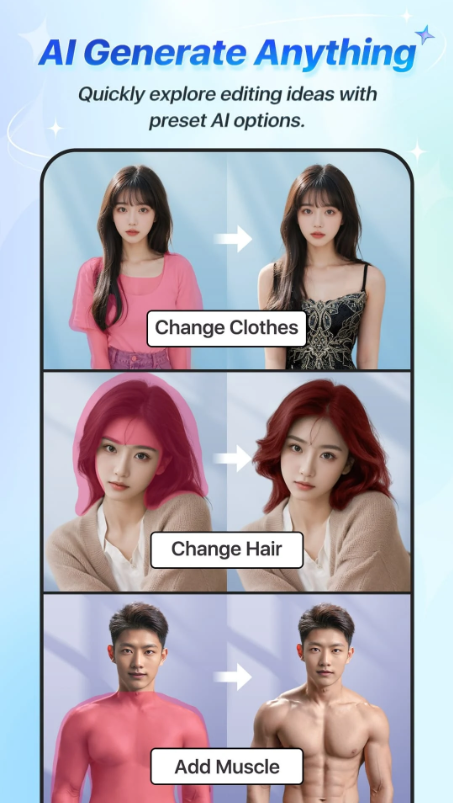 AI Generate Anything
Quickly explore editing ideas with
preset AI options.
Change Clothes
Change Hair
Add Muscle